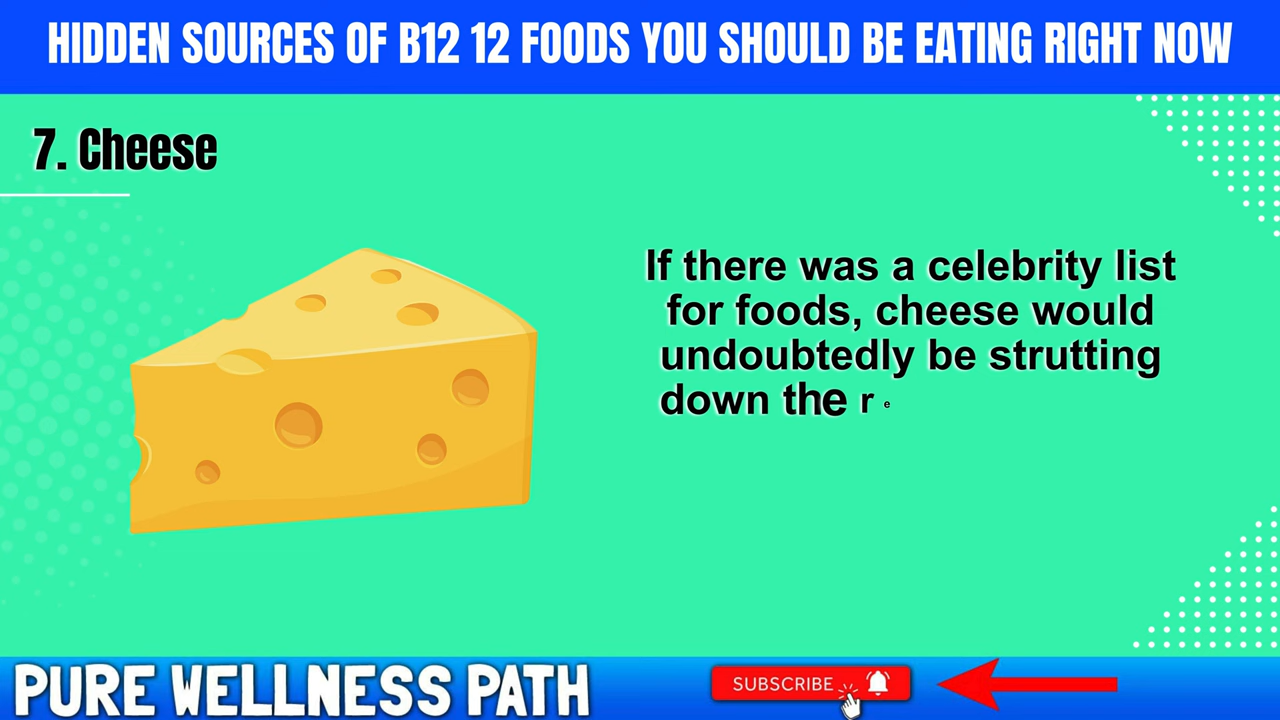 HIDDEN SOURCES OF B12 12 FOODS YOU SHOULD BE EATING RIGHT NOW
7. Cheese
If there was a celebrity list
for foods, cheese would
undoubtedly be strutting
down the re
PURE WELLNESS PATH
SUBSCRIBE